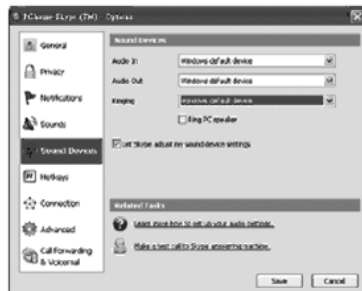 PChome-Skype (TW) - Options
General
Privacy
Notifications
Sounds
Sound Devices
Hotkeys
Connection
Advanced
Call Forwarding
& Voicemail
Sound Devices
Audio In
Windows default device
Audio Out
Windows default device
Ringing
Windows default device
Ring PC speaker
Let Skype adjust my sound device settings
Related Tasks
Learn more how to set up your audio settings.
Make a test call to Skype answering machine.
Save
Cancel